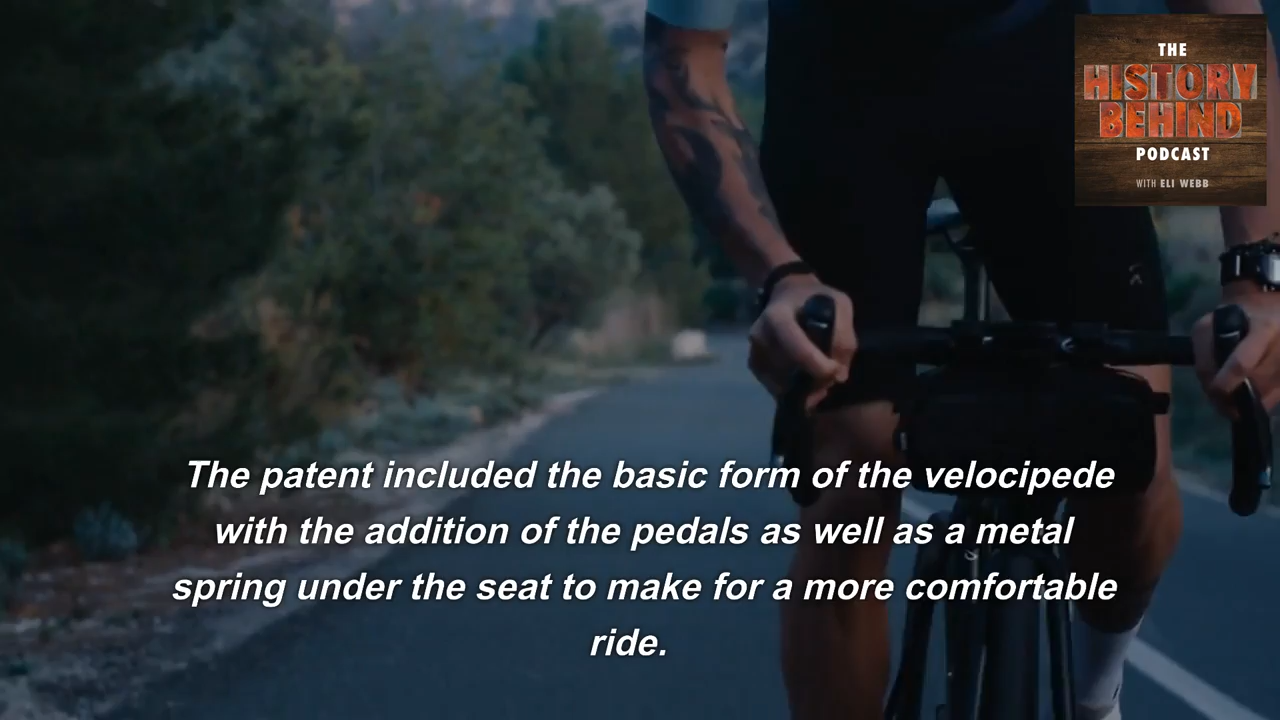 THE
HISTORY
BEHIND
PODCAST
WITH ELI WEBB
The patent included the basic form of the velocipede
with the addition of the pedals as well as a metal
spring under the seat to make for a more comfortable
ride.